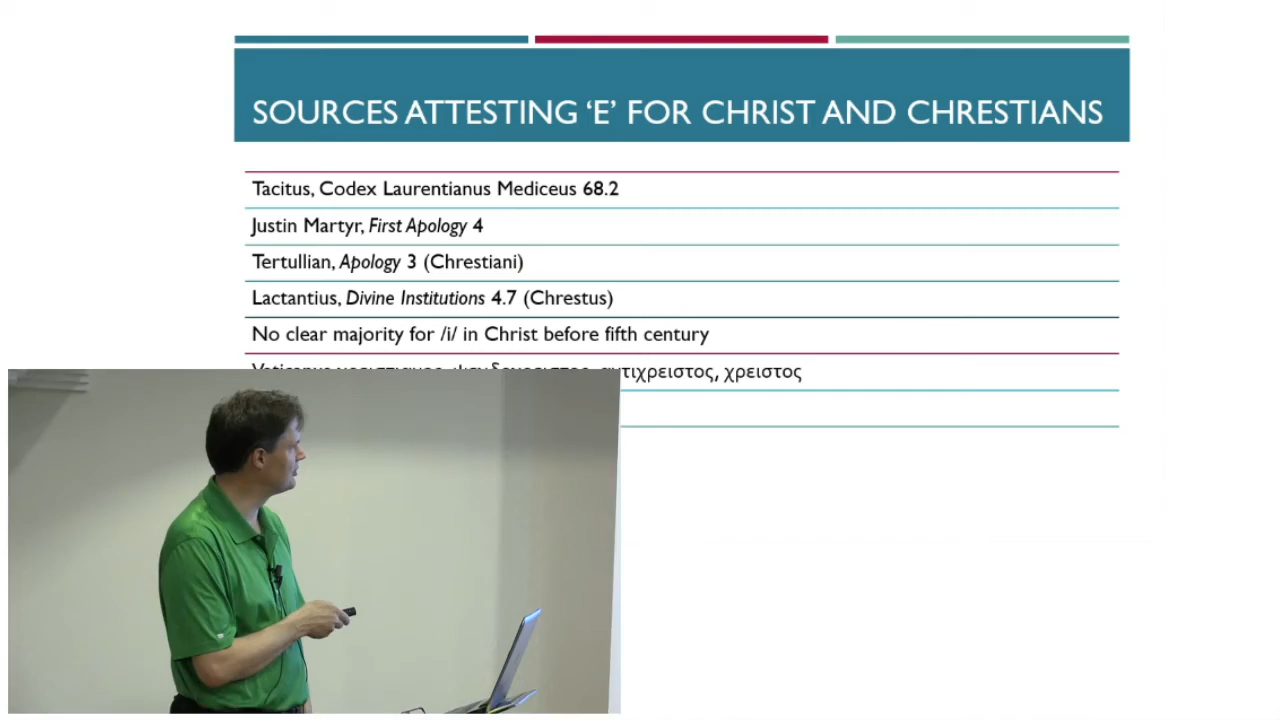 SOURCES ATTESTING ‘E’ FOR CHRIST AND CHRESTIANS
Tacitus, Codex Laurentianus Mediceus 68.2
Justin Martyr, First Apology 4
Tertullian, Apology 3 (Chrestiani)
Lactantius, Divine Institutions 4.7 (Chrestus)
No clear majority for /i/ in Christ before fifth century
αντιχρειστος, χρειστος